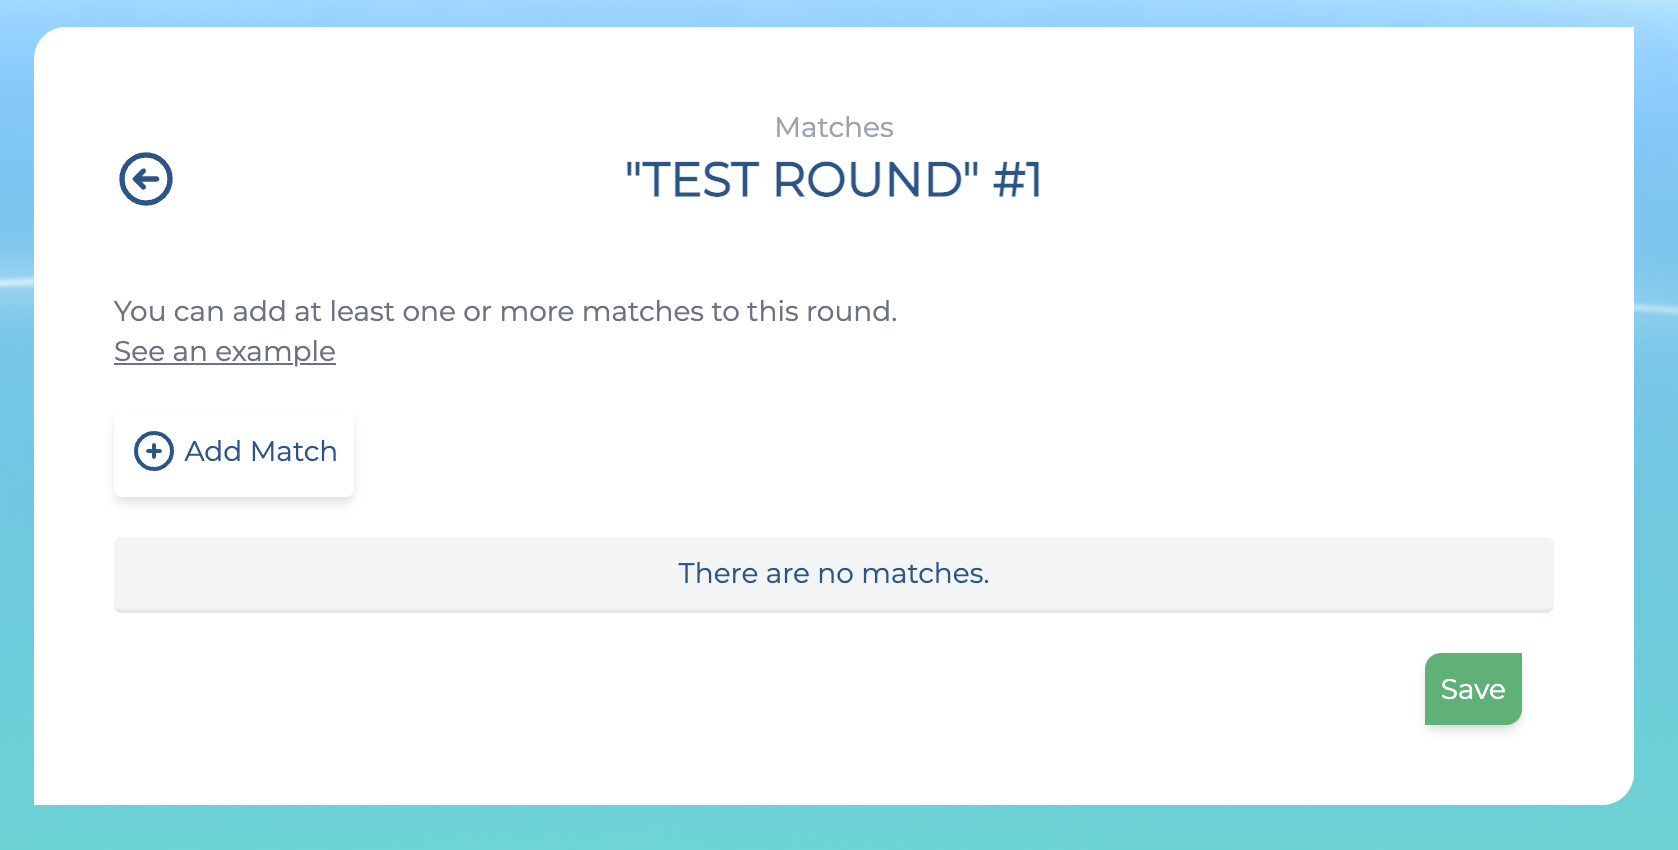 Matches
"TEST ROUND" #1
You can add at least one or more matches to this round.
See an example
Add Match
There are no matches.
Save